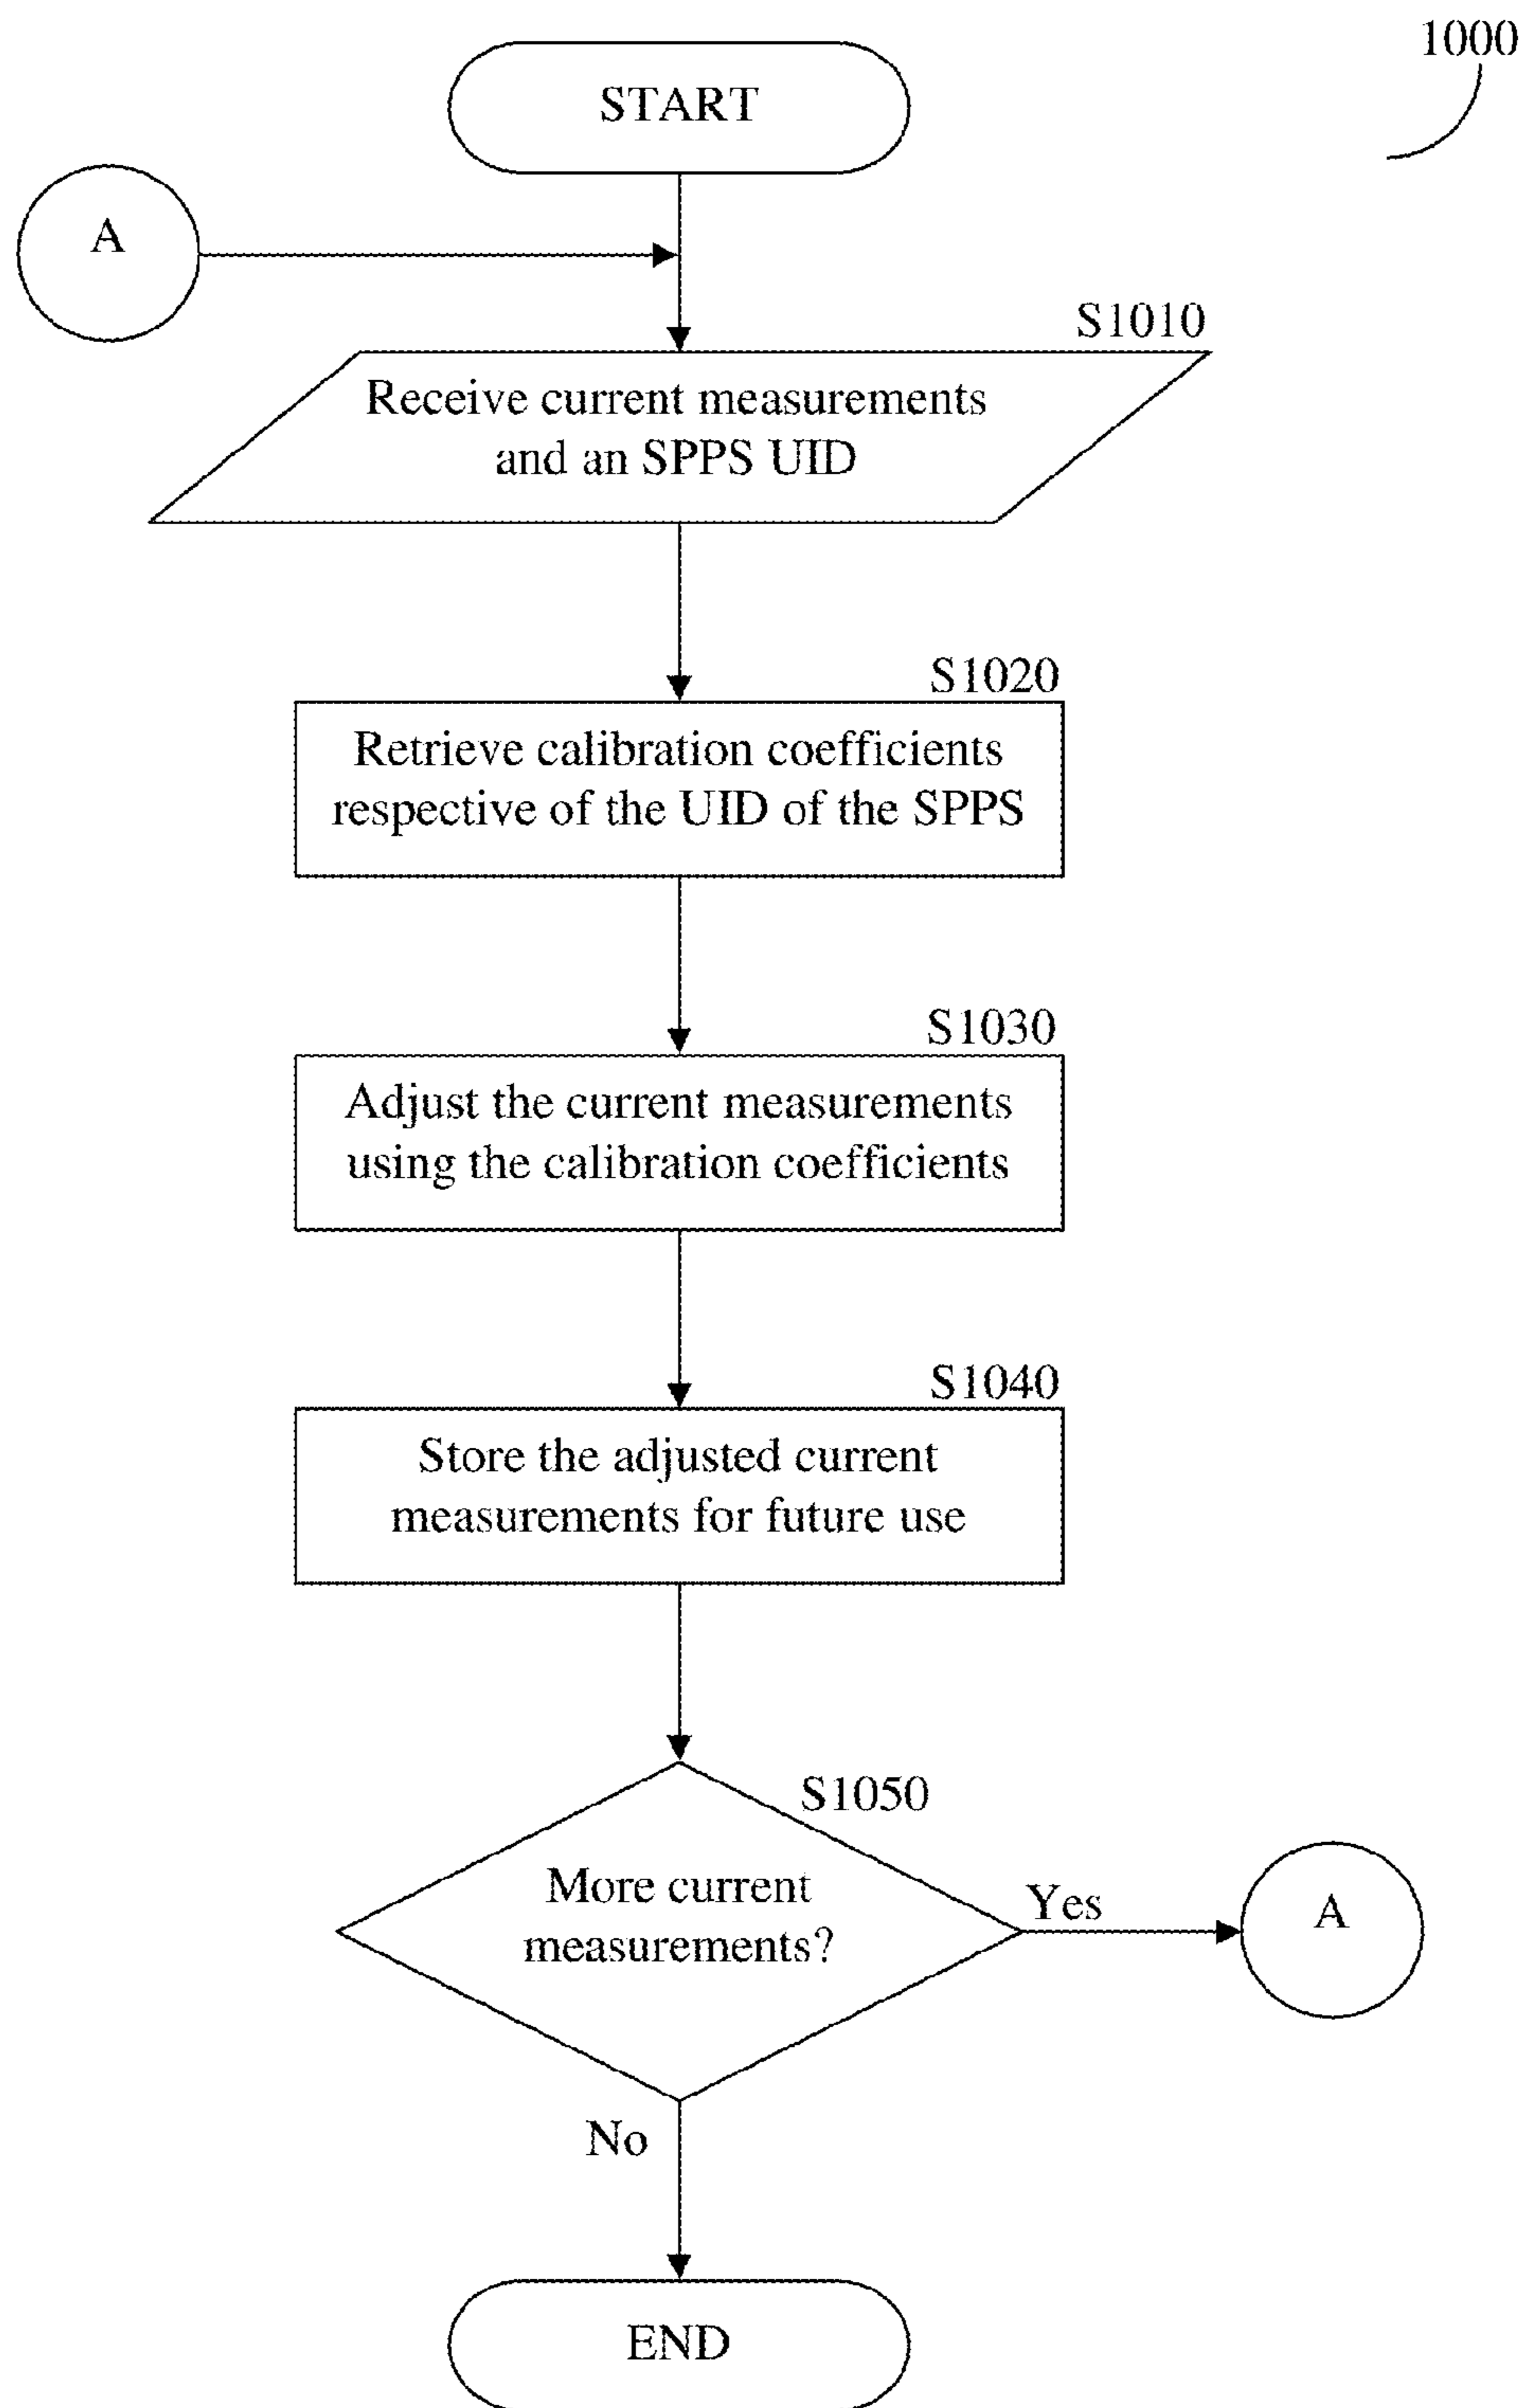 1000
START
A
S1010
Receive current measurements
and an SPPS UID
S1020
Retrieve calibration coefficients
respective of the UID of the SPPS
S1030
Adjust the current measurements
using the calibration coefficients
S1040
Store the adjusted current
measurements for future use
S1050
More current
measurements?
Yes
A
No
END